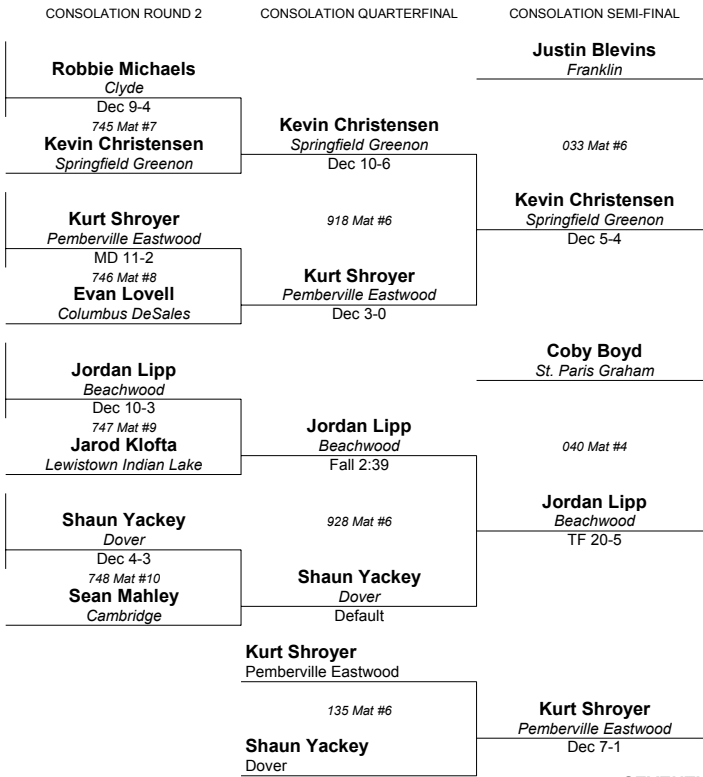 CONSOLATION ROUND 2
CONSOLATION QUARTERFINAL
CONSOLATION SEMI-FINAL
Robbie Michaels
Clyde
Dec 9-4
745 Mat #7
Kevin Christensen
Springfield Greenon
Kurt Shroyer
Pemberville Eastwood
MD 11-2
746 Mat #8
Evan Lovell
Columbus DeSales
Jordan Lipp
Beachwood
Dec 10-3
747 Mat #9
Jarod Klofta
Lewistown Indian Lake
Shaun Yackey
Dover
Dec 4-3
748 Mat #10
Sean Mahley
Cambridge
Kevin Christensen
Springfield Greenon
Dec 10-6
918 Mat #6
Kurt Shroyer
Pemberville Eastwood
Dec 3-0
Jordan Lipp
Beachwood
Fall 2:39
928 Mat #6
Shaun Yackey
Dover
Default
Justin Blevins
Franklin
033 Mat #6
Kevin Christensen
Springfield Greenon
Dec 5-4
Coby Boyd
St. Paris Graham
040 Mat #4
Jordan Lipp
Beachwood
TF 20-5
Kurt Shroyer
Pemberville Eastwood
135 Mat #6
Shaun Yackey
Dover
Kurt Shroyer
Pemberville Eastwood
Dec 7-1